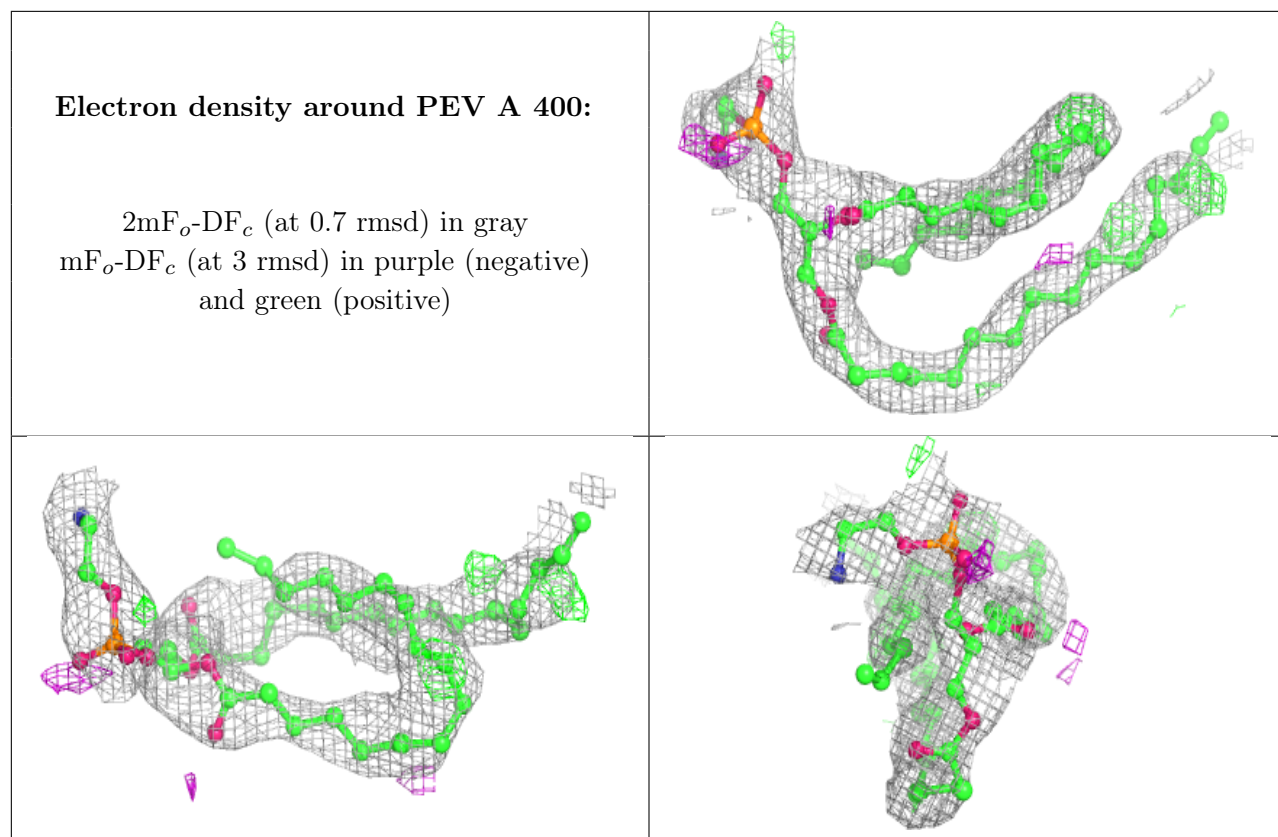 Electron density around PEV A 400:
2mFo-DFc (at 0.7 rmsd) in gray
mFo-DFc (at 3 rmsd) in purple (negative)
and green (positive)